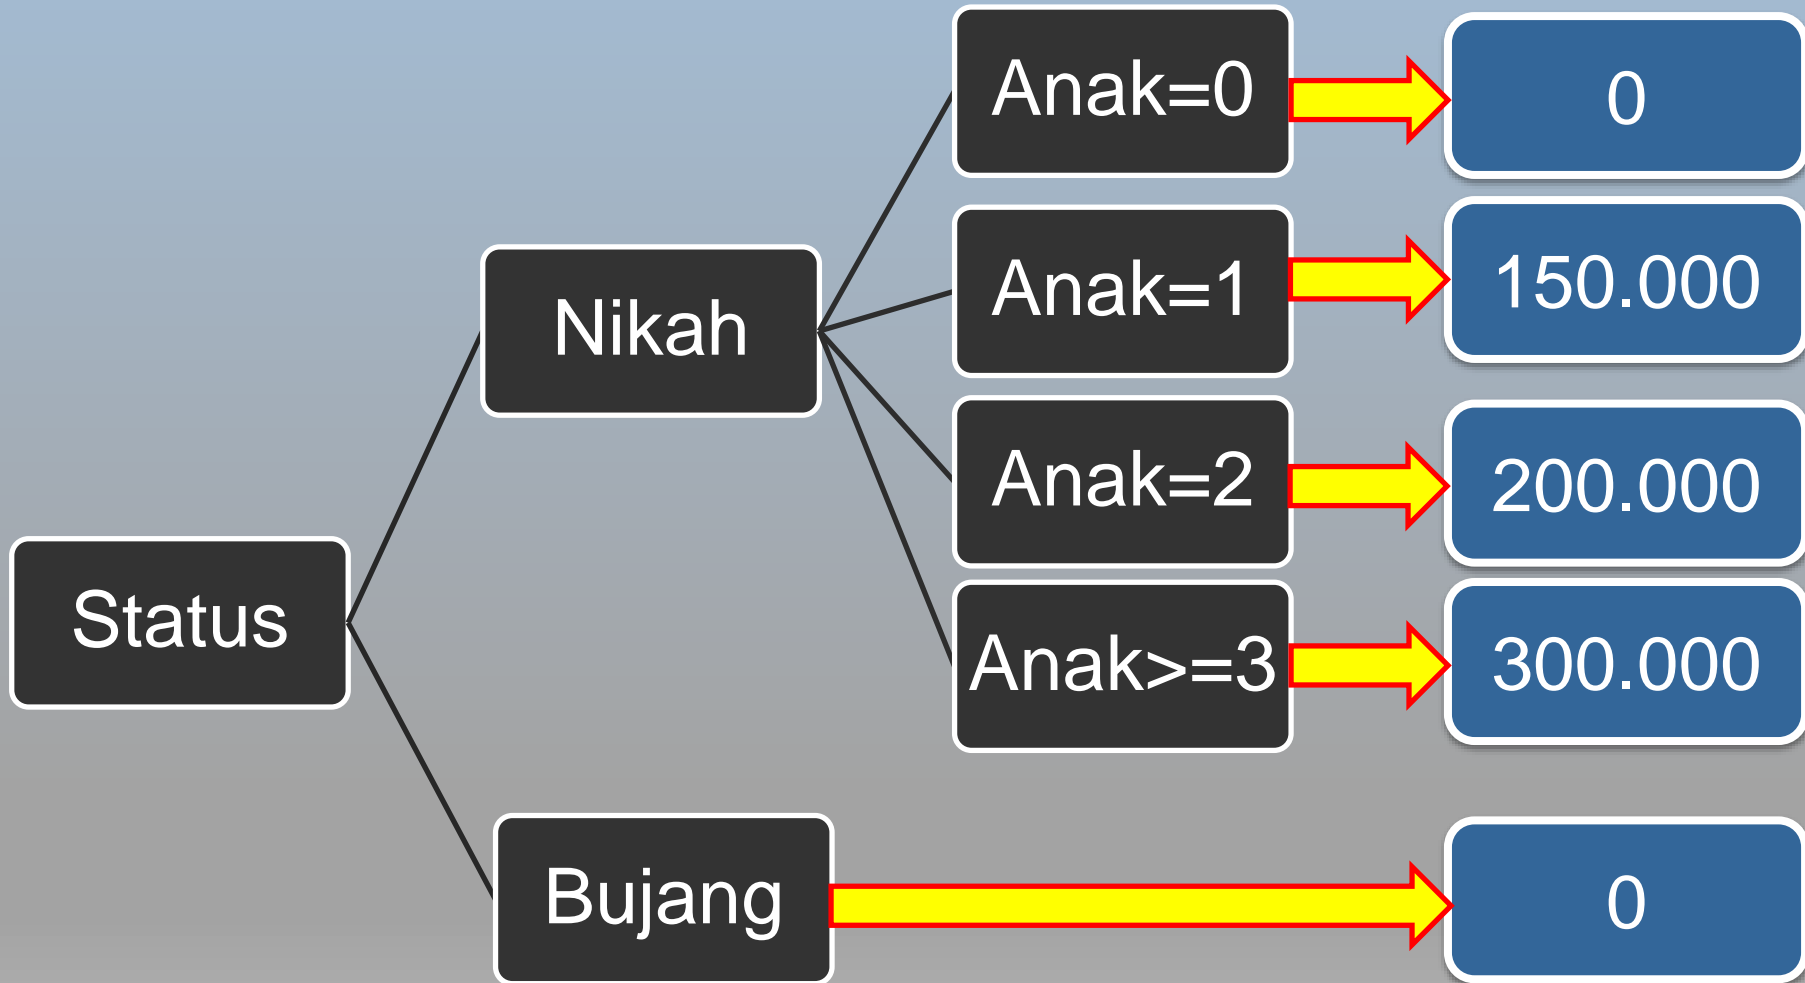 Anak=0
0
Anak=1
150.000
Nikah
Anak=2
200.000
Status
Anak>=3
300.000
Bujang
0